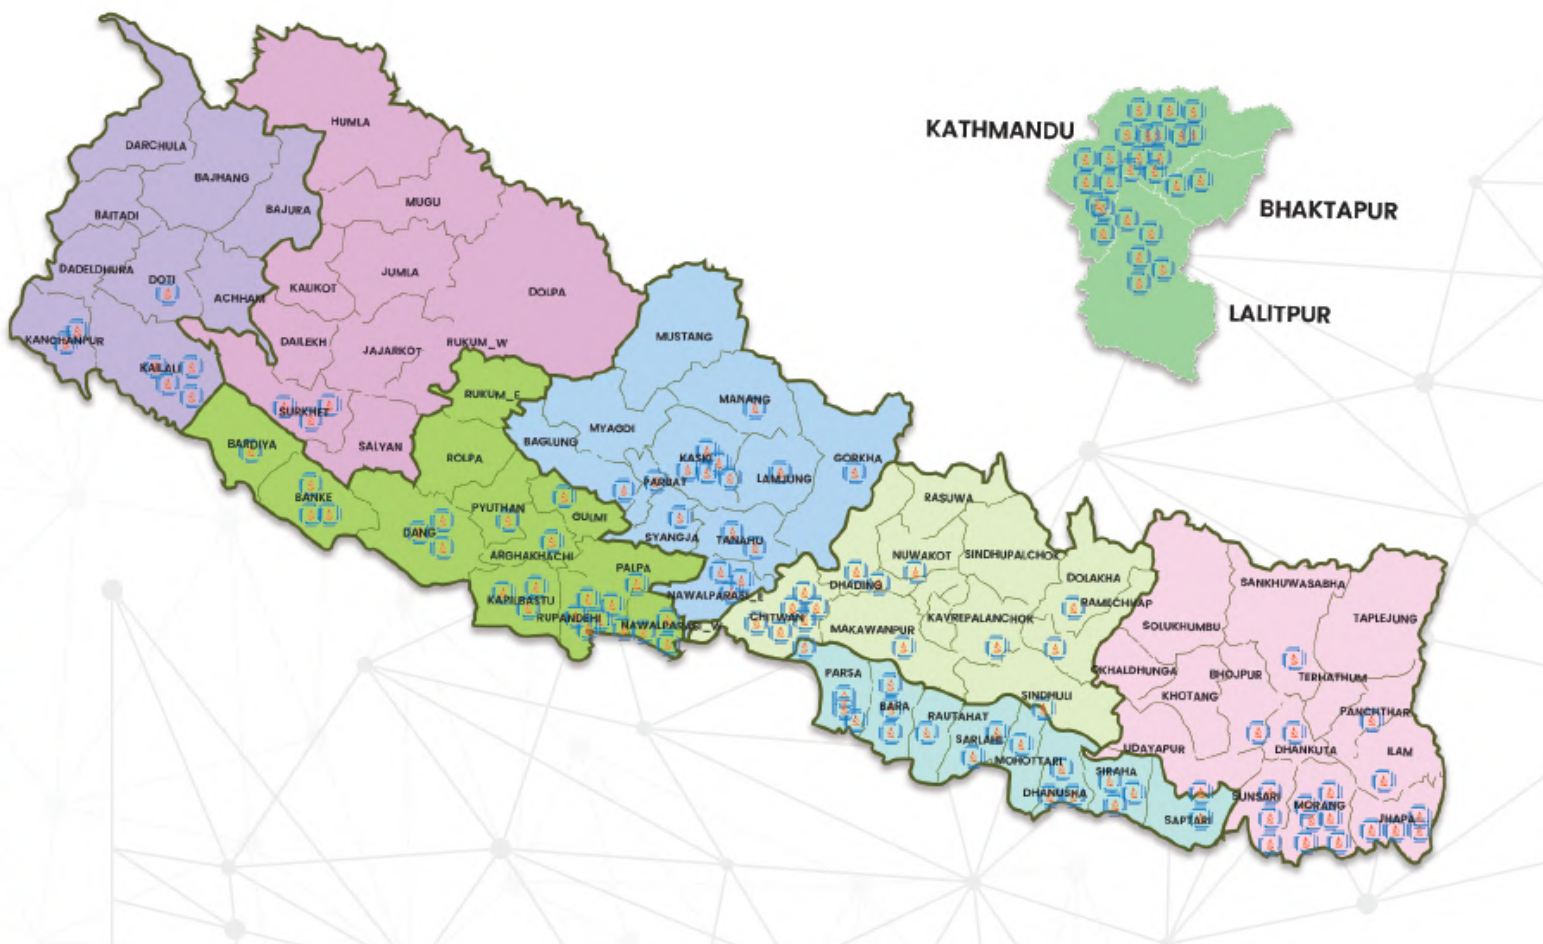 HUMLA
DARCHULA
BAJHANG
MUGU
BAJURA
BAITADI
DADELDHURA
DOTI
ACHHAM
JUMLA
KALIKOT
DOLPA
KANCHANPUR
KAILALI
DAILEKH
JAJARKOT
RUKUM_W
SURKHET
SALYAN
RUKUM_E
BARDIYA
ROLPA
BANKE
DANG
PYUTHAN
GULMI
ARGHAKHACHI
PALPA
KAPILBASTU
RUPANDEHI
NAWALPARASI_W
MUSTANG
MANANG
MYAGDI
BAGLUNG
KASKI
PARBAT
LAMJUNG
GORKHA
SYANGJA
TANAHU
NAWALPARASI_E
RASUWA
NUWAKOT
SINDHUPALCHOK
DHADING
DOLAKHA
RAMECHHAP
CHITWAN
MAKAWANPUR
KAVREPALANCHOK
SINDHULI
PARSA
BARA
RAUTAHAT
SARLAHI
MOHOTTARI
DHANUSHA
SIRAHA
SAPTARI
SANKHUWASABHA
TAPLEJUNG
SOLUKHUMBU
OKHALDHUNGA
BHOJPUR
TERHATHUM
KHOTANG
PANCHTHAR
UDAYAPUR
DHANKUTA
ILAM
SUNSARI
MORANG
JHAPA
KATHMANDU
BHAKTAPUR
LALITPUR